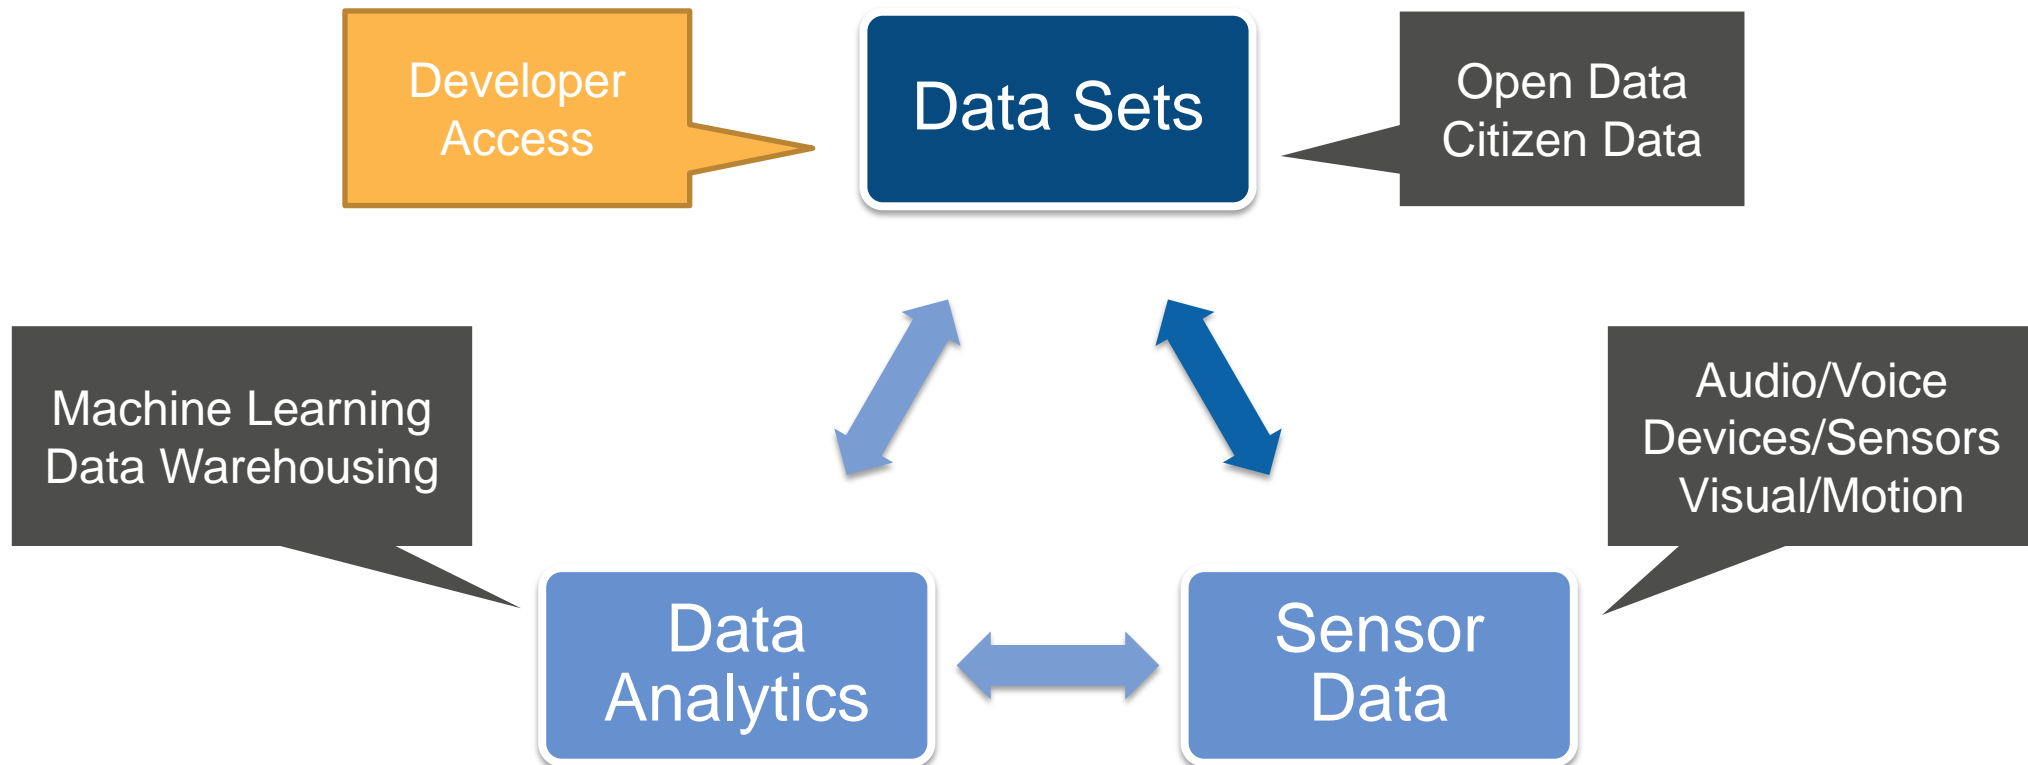 Developer
Access
Data Sets
Open Data
Citizen Data
Machine Learning
Data Warehousing
Audio/Voice
Devices/Sensors
Visual/Motion
Data
Analytics
Sensor
Data